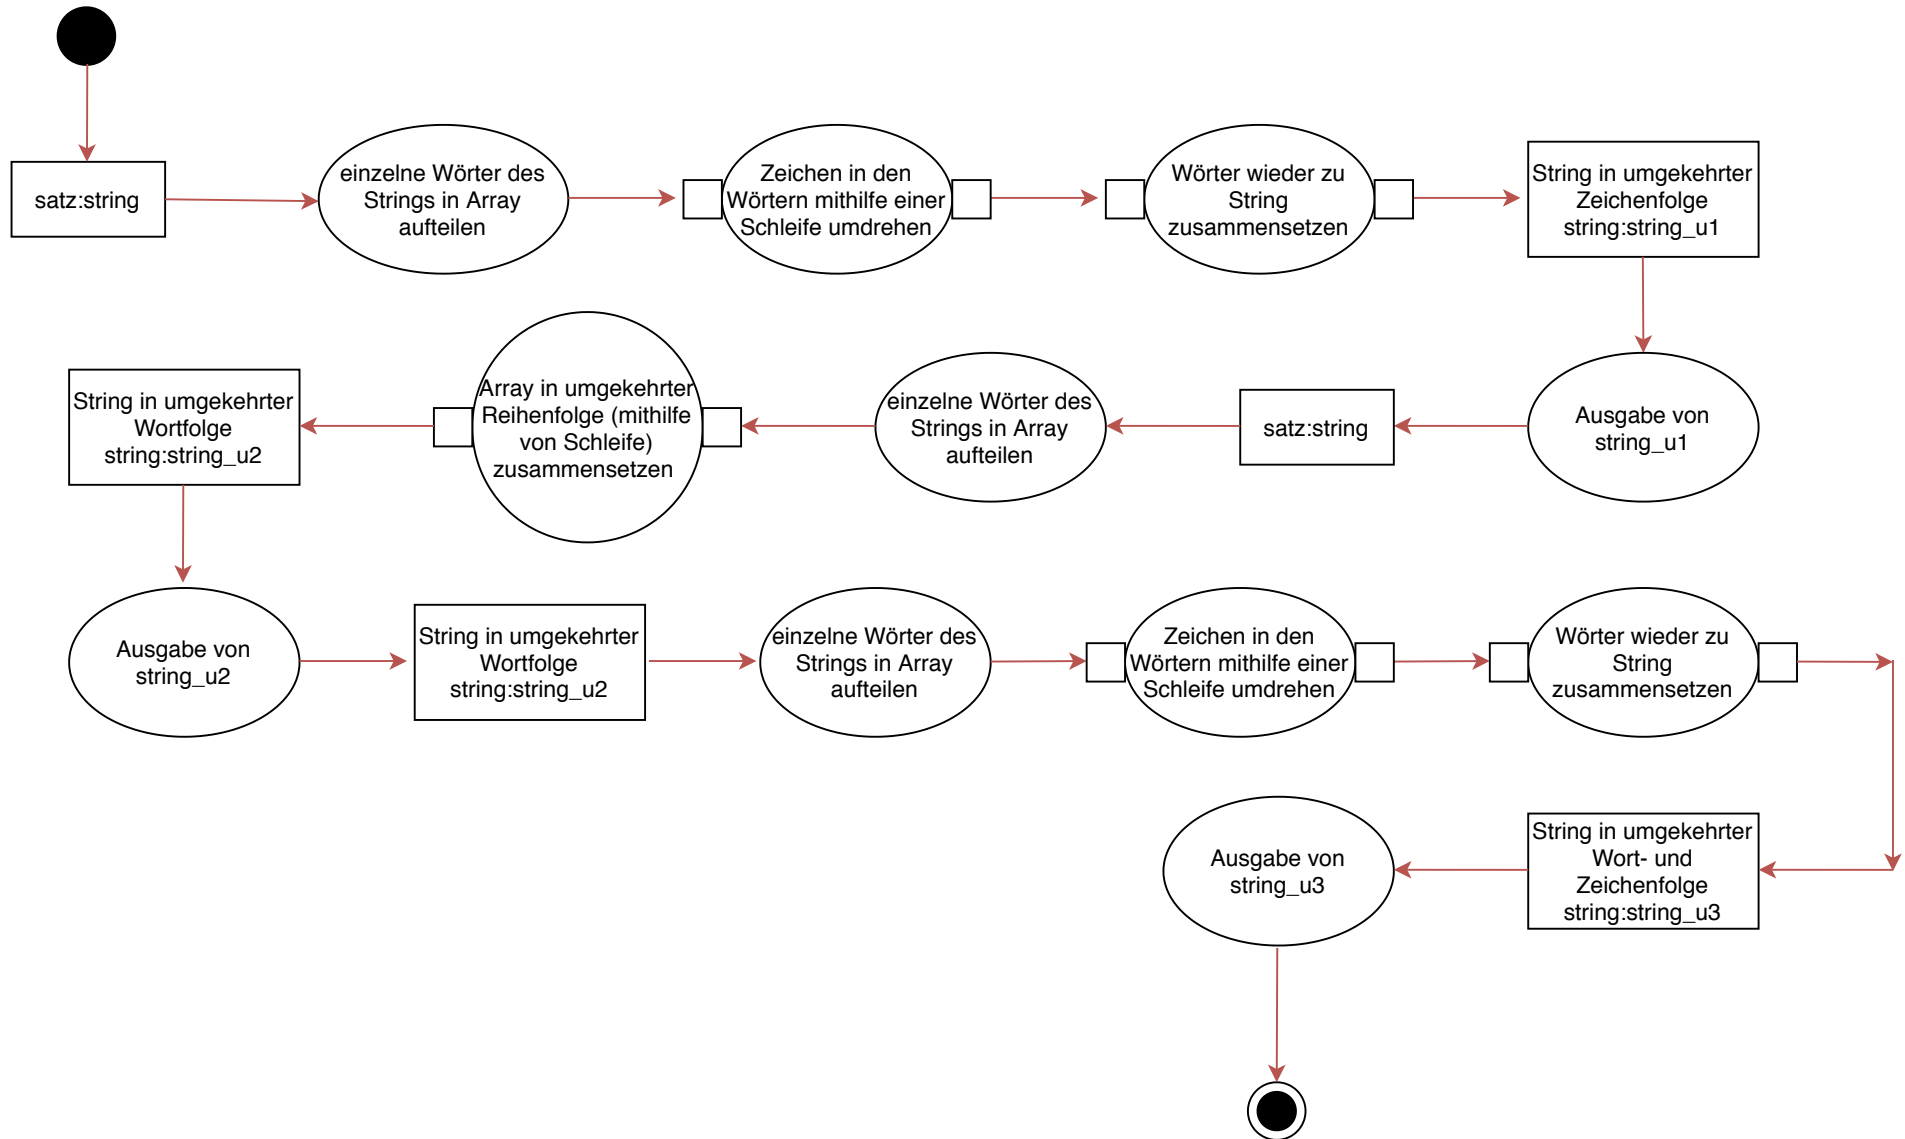 satz:string
einzelne Wörter des
Strings in Array
aufteilen
Zeichen in den
Wörtern mithilfe einer
Schleife umdrehen
Wörter wieder zu
String
zusammensetzen
String in umgekehrter
Zeichenfolge
string:string_u1
Ausgabe von
string_u1
satz:string
einzelne Wörter des
Strings in Array
aufteilen
Array in umgekehrter
Reihenfolge (mithilfe
von Schleife)
zusammensetzen
String in umgekehrter
Wortfolge
string:string_u2
Ausgabe von
string_u2
String in umgekehrter
Wortfolge
string:string_u2
einzelne Wörter des
Strings in Array
aufteilen
Zeichen in den
Wörtern mithilfe einer
Schleife umdrehen
Wörter wieder zu
String
zusammensetzen
String in umgekehrter
Wort- und
Zeichenfolge
string:string_u3
Ausgabe von
string_u3